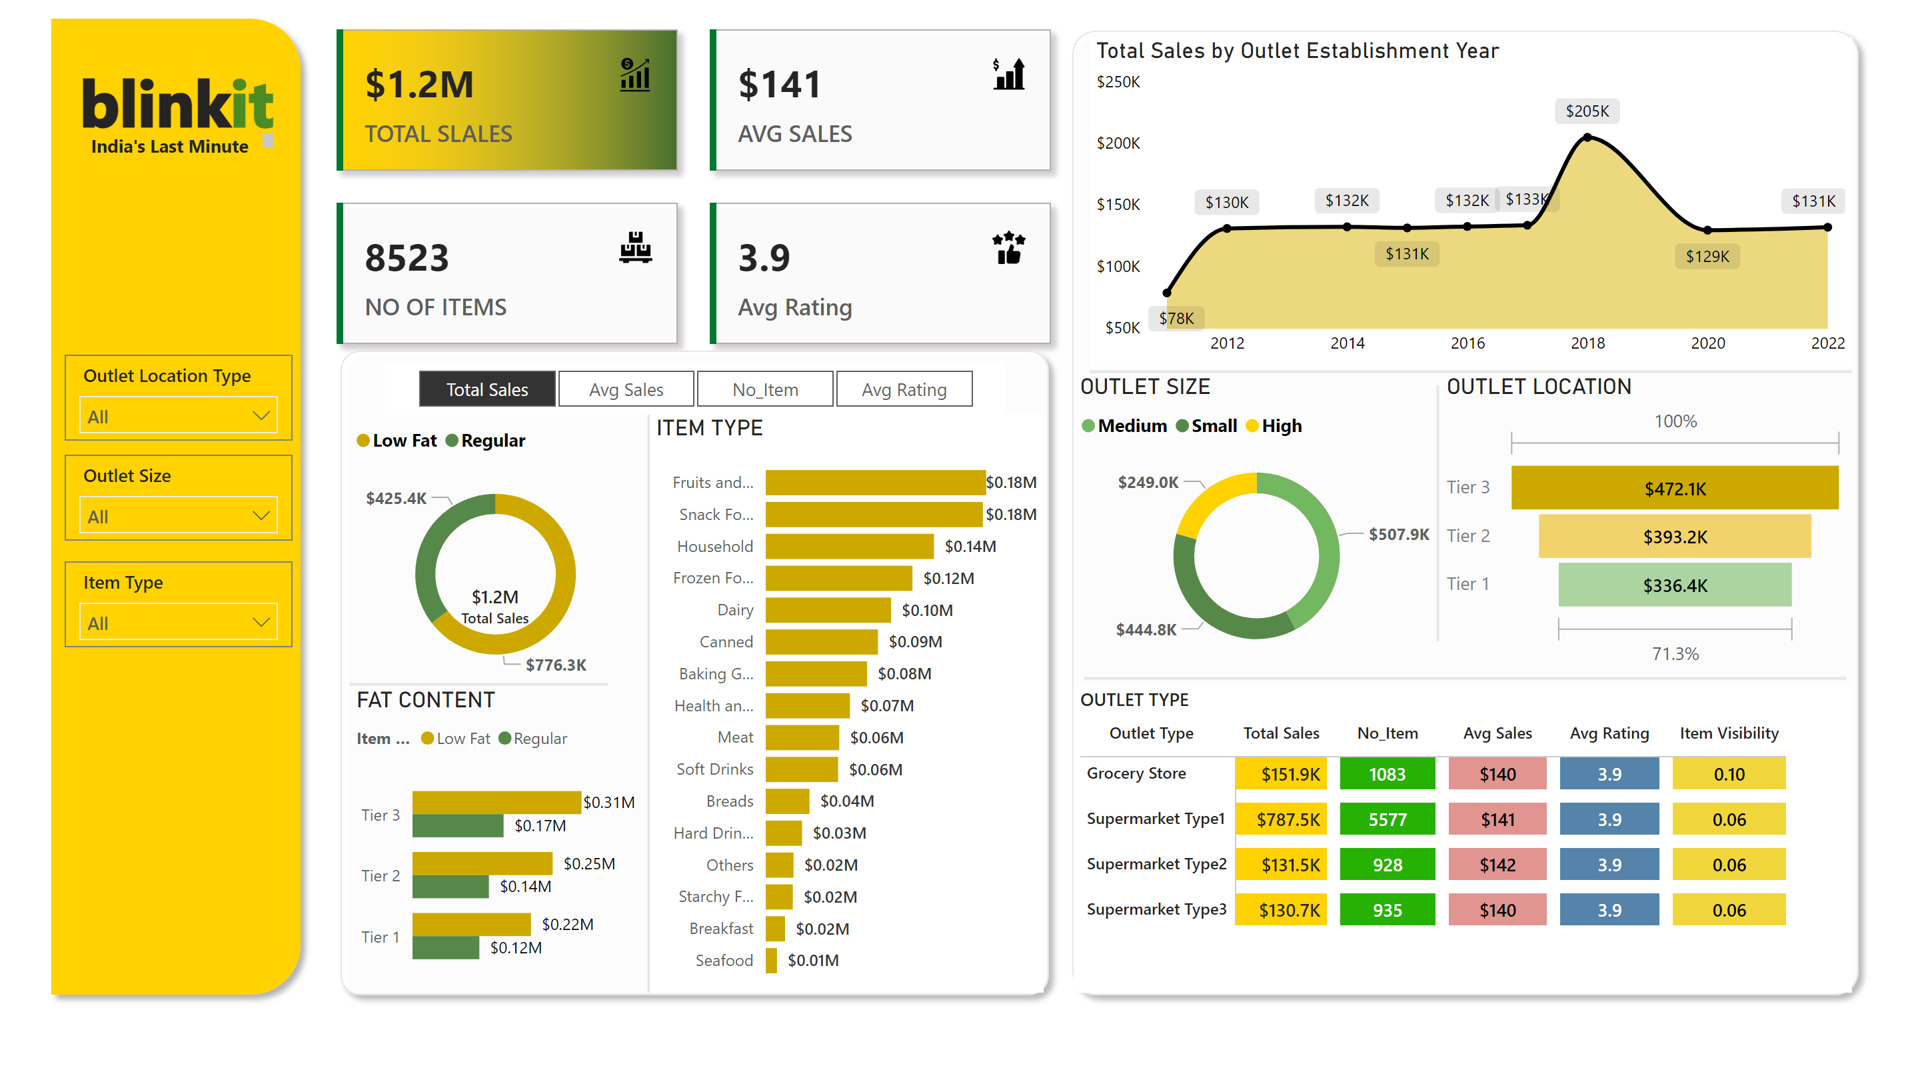 blinkit
India's Last Minute
Outlet Location Type
All
Outlet Size
All
Item Type
All
$1.2M
TOTAL SLALES
$141
AVG SALES
8523
NO OF ITEMS
3.9
Avg Rating
Total Sales Avg Sales No_Item Avg Rating
Low Fat Regular
$425.4K
$1.2M
Total Sales
$776.3K
FAT CONTENT
Item ... Low Fat Regular
Tier 3 $0.31M
$0.17M
Tier 2 $0.25M
$0.14M
Tier 1 $0.22M
$0.12M
ITEM TYPE
Fruits and... $0.18M
Snack Fo... $0.18M
Household $0.14M
Frozen Fo... $0.12M
Dairy $0.10M
Canned $0.09M
Baking G... $0.08M
Health an... $0.07M
Meat $0.06M
Soft Drinks $0.06M
Breads $0.04M
Hard Drin... $0.03M
Others $0.02M
Starchy F... $0.02M
Breakfast $0.02M
Seafood $0.01M
Total Sales by Outlet Establishment Year
$250K
$200K
$150K
$100K
$50K
$78K
$130K
$132K
$131K
$132K
$133K
$205K
$129K
$131K
2012 2014 2016 2018 2020 2022
OUTLET SIZE
Medium Small High
$249.0K
$507.9K
$444.8K
OUTLET LOCATION
100%
Tier 3 $472.1K
Tier 2 $393.2K
Tier 1 $336.4K
71.3%
OUTLET TYPE
Outlet Type Total Sales No_Item Avg Sales Avg Rating Item Visibility
Grocery Store $151.9K 1083 $140 3.9 0.10
Supermarket Type1 $787.5K 5577 $141 3.9 0.06
Supermarket Type2 $131.5K 928 $142 3.9 0.06
Supermarket Type3 $130.7K 935 $140 3.9 0.06